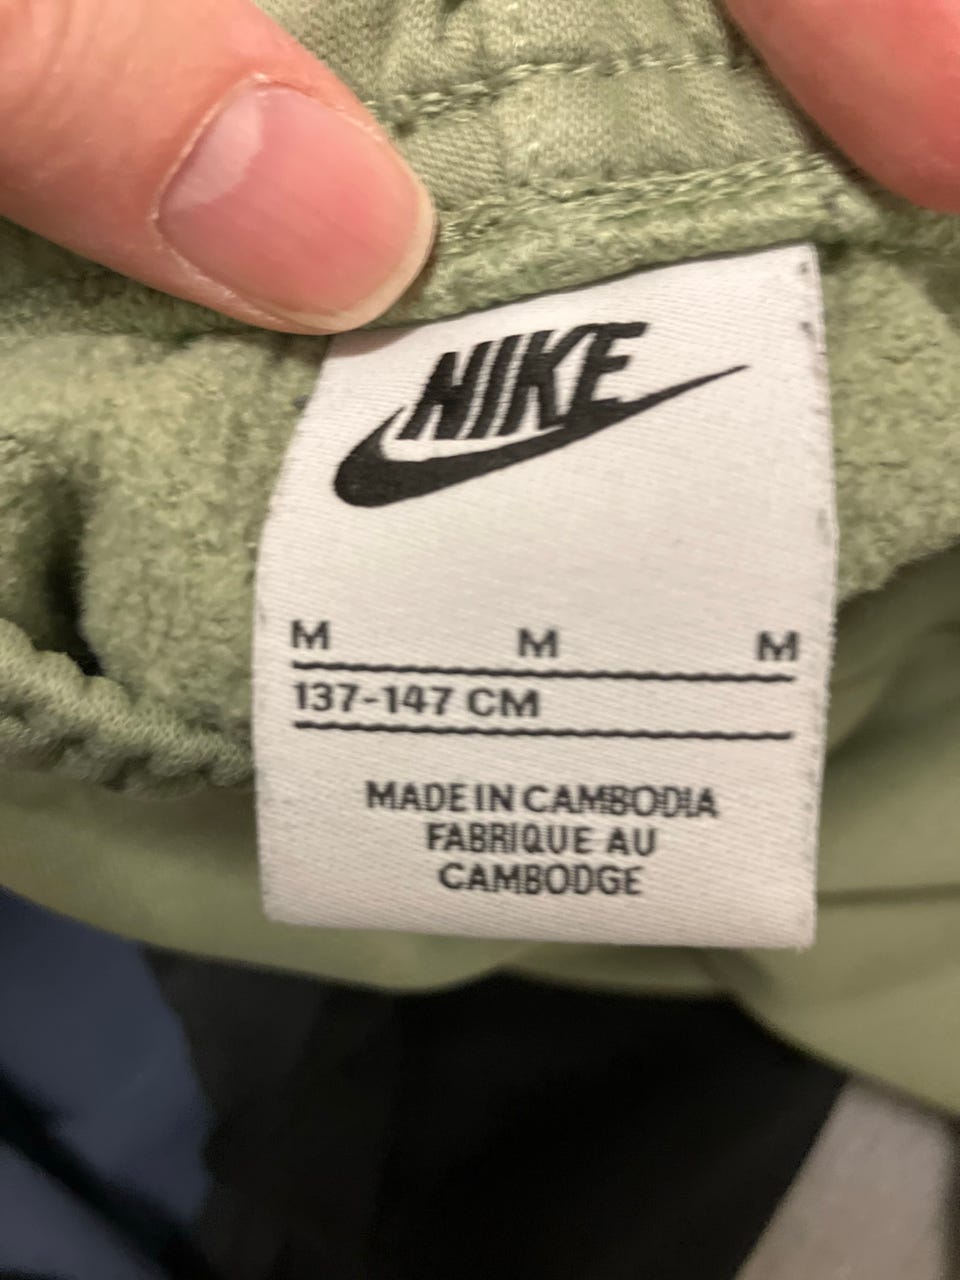 NIKE
M M M
137-147 CM
MADE IN CAMBODIA
FABRIQUE AU
CAMBODGE